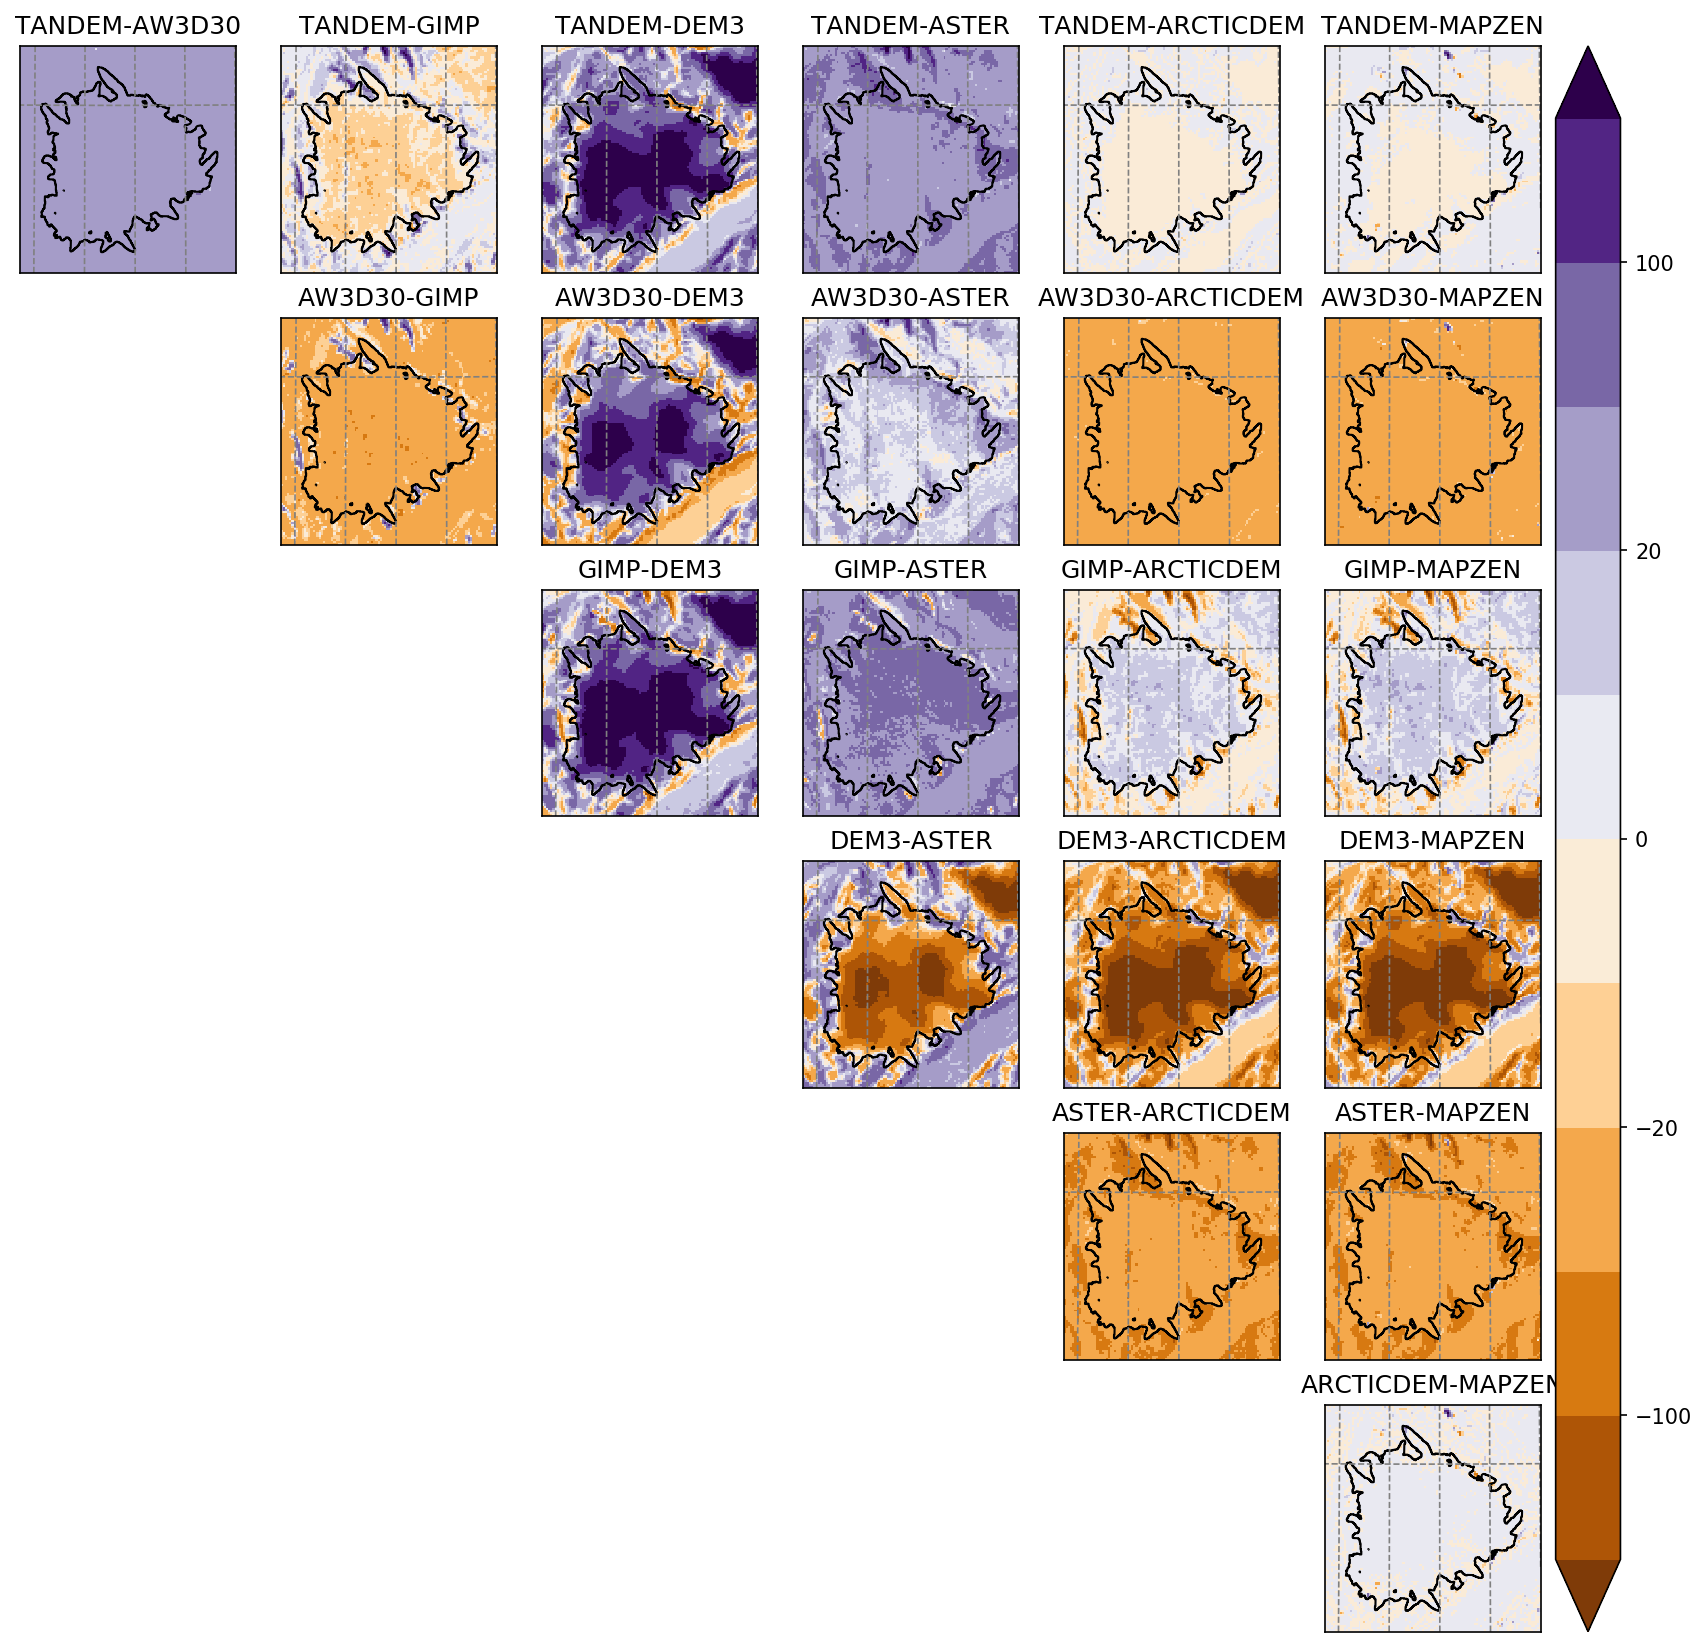 TANDEM-AW3D30 TANDEM-GIMP TANDEM-DEM3 TANDEM-ASTER TANDEM-ARCTICDEM TANDEM-MAPZEN
AW3D30-GIMP AW3D30-DEM3 AW3D30-ASTER AW3D30-ARCTICDEM AW3D30-MAPZEN
GIMP-DEM3 GIMP-ASTER GIMP-ARCTICDEM GIMP-MAPZEN
DEM3-ASTER DEM3-ARCTICDEM DEM3-MAPZEN
ASTER-ARCTICDEM ASTER-MAPZEN
ARCTICDEM-MAPZEN
100
20
0
−20
−100